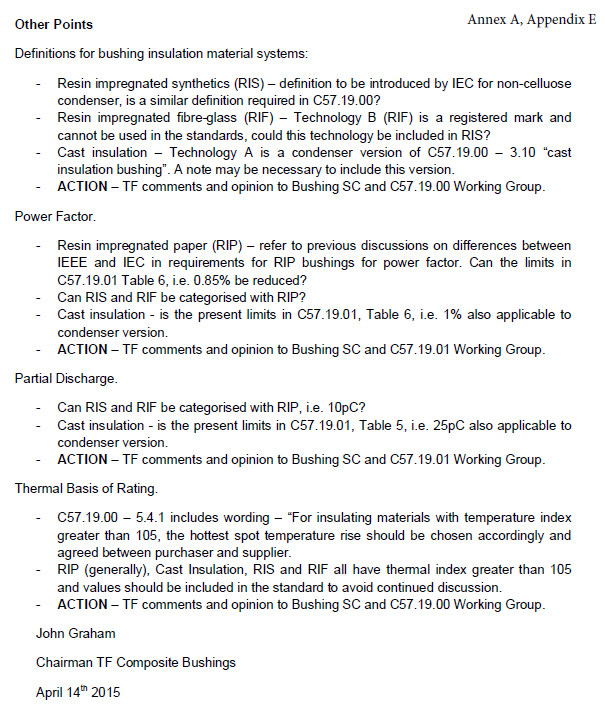 Annex A, Appendix E
Other Points
Definitions for bushing insulation material systems:
- Resin impregnated synthetics (RIS) – definition to be introduced by IEC for non-celluose
condenser, is a similar definition required in C57.19.00?
- Resin impregnated fibre-glass (RIF) – Technology B (RIF) is a registered mark and
cannot be used in the standards, could this technology be included in RIS?
- Cast insulation – Technology A is a condenser version of C57.19.00 – 3.10 “cast
insulation bushing”. A note may be necessary to include this version.
- ACTION – TF comments and opinion to Bushing SC and C57.19.00 Working Group.
Power Factor.
- Resin impregnated paper (RIP) – refer to previous discussions on differences between
IEEE and IEC in requirements for RIP bushings for power factor. Can the limits in
C57.19.01 Table 6, i.e. 0.85% be reduced?
- Can RIS and RIF be categorised with RIP?
- Cast insulation - is the present limits in C57.19.01, Table 6, i.e. 1% also applicable to
condenser version.
- ACTION – TF comments and opinion to Bushing SC and C57.19.01 Working Group.
Partial Discharge.
- Can RIS and RIF be categorised with RIP, i.e. 10pC?
- Cast insulation - is the present limits in C57.19.01, Table 5, i.e. 25pC also applicable to
condenser version.
- ACTION – TF comments and opinion to Bushing SC and C57.19.01 Working Group.
Thermal Basis of Rating.
- C57.19.00 – 5.4.1 includes wording – “For insulating materials with temperature index
greater than 105, the hottest spot temperature rise should be chosen accordingly and
agreed between purchaser and supplier.
- RIP (generally), Cast Insulation, RIS and RIF all have thermal index greater than 105
and values should be included in the standard to avoid continued discussion.
- ACTION – TF comments and opinion to Bushing SC and C57.19.00 Working Group.
John Graham
Chairman TF Composite Bushings
April 14th 2015